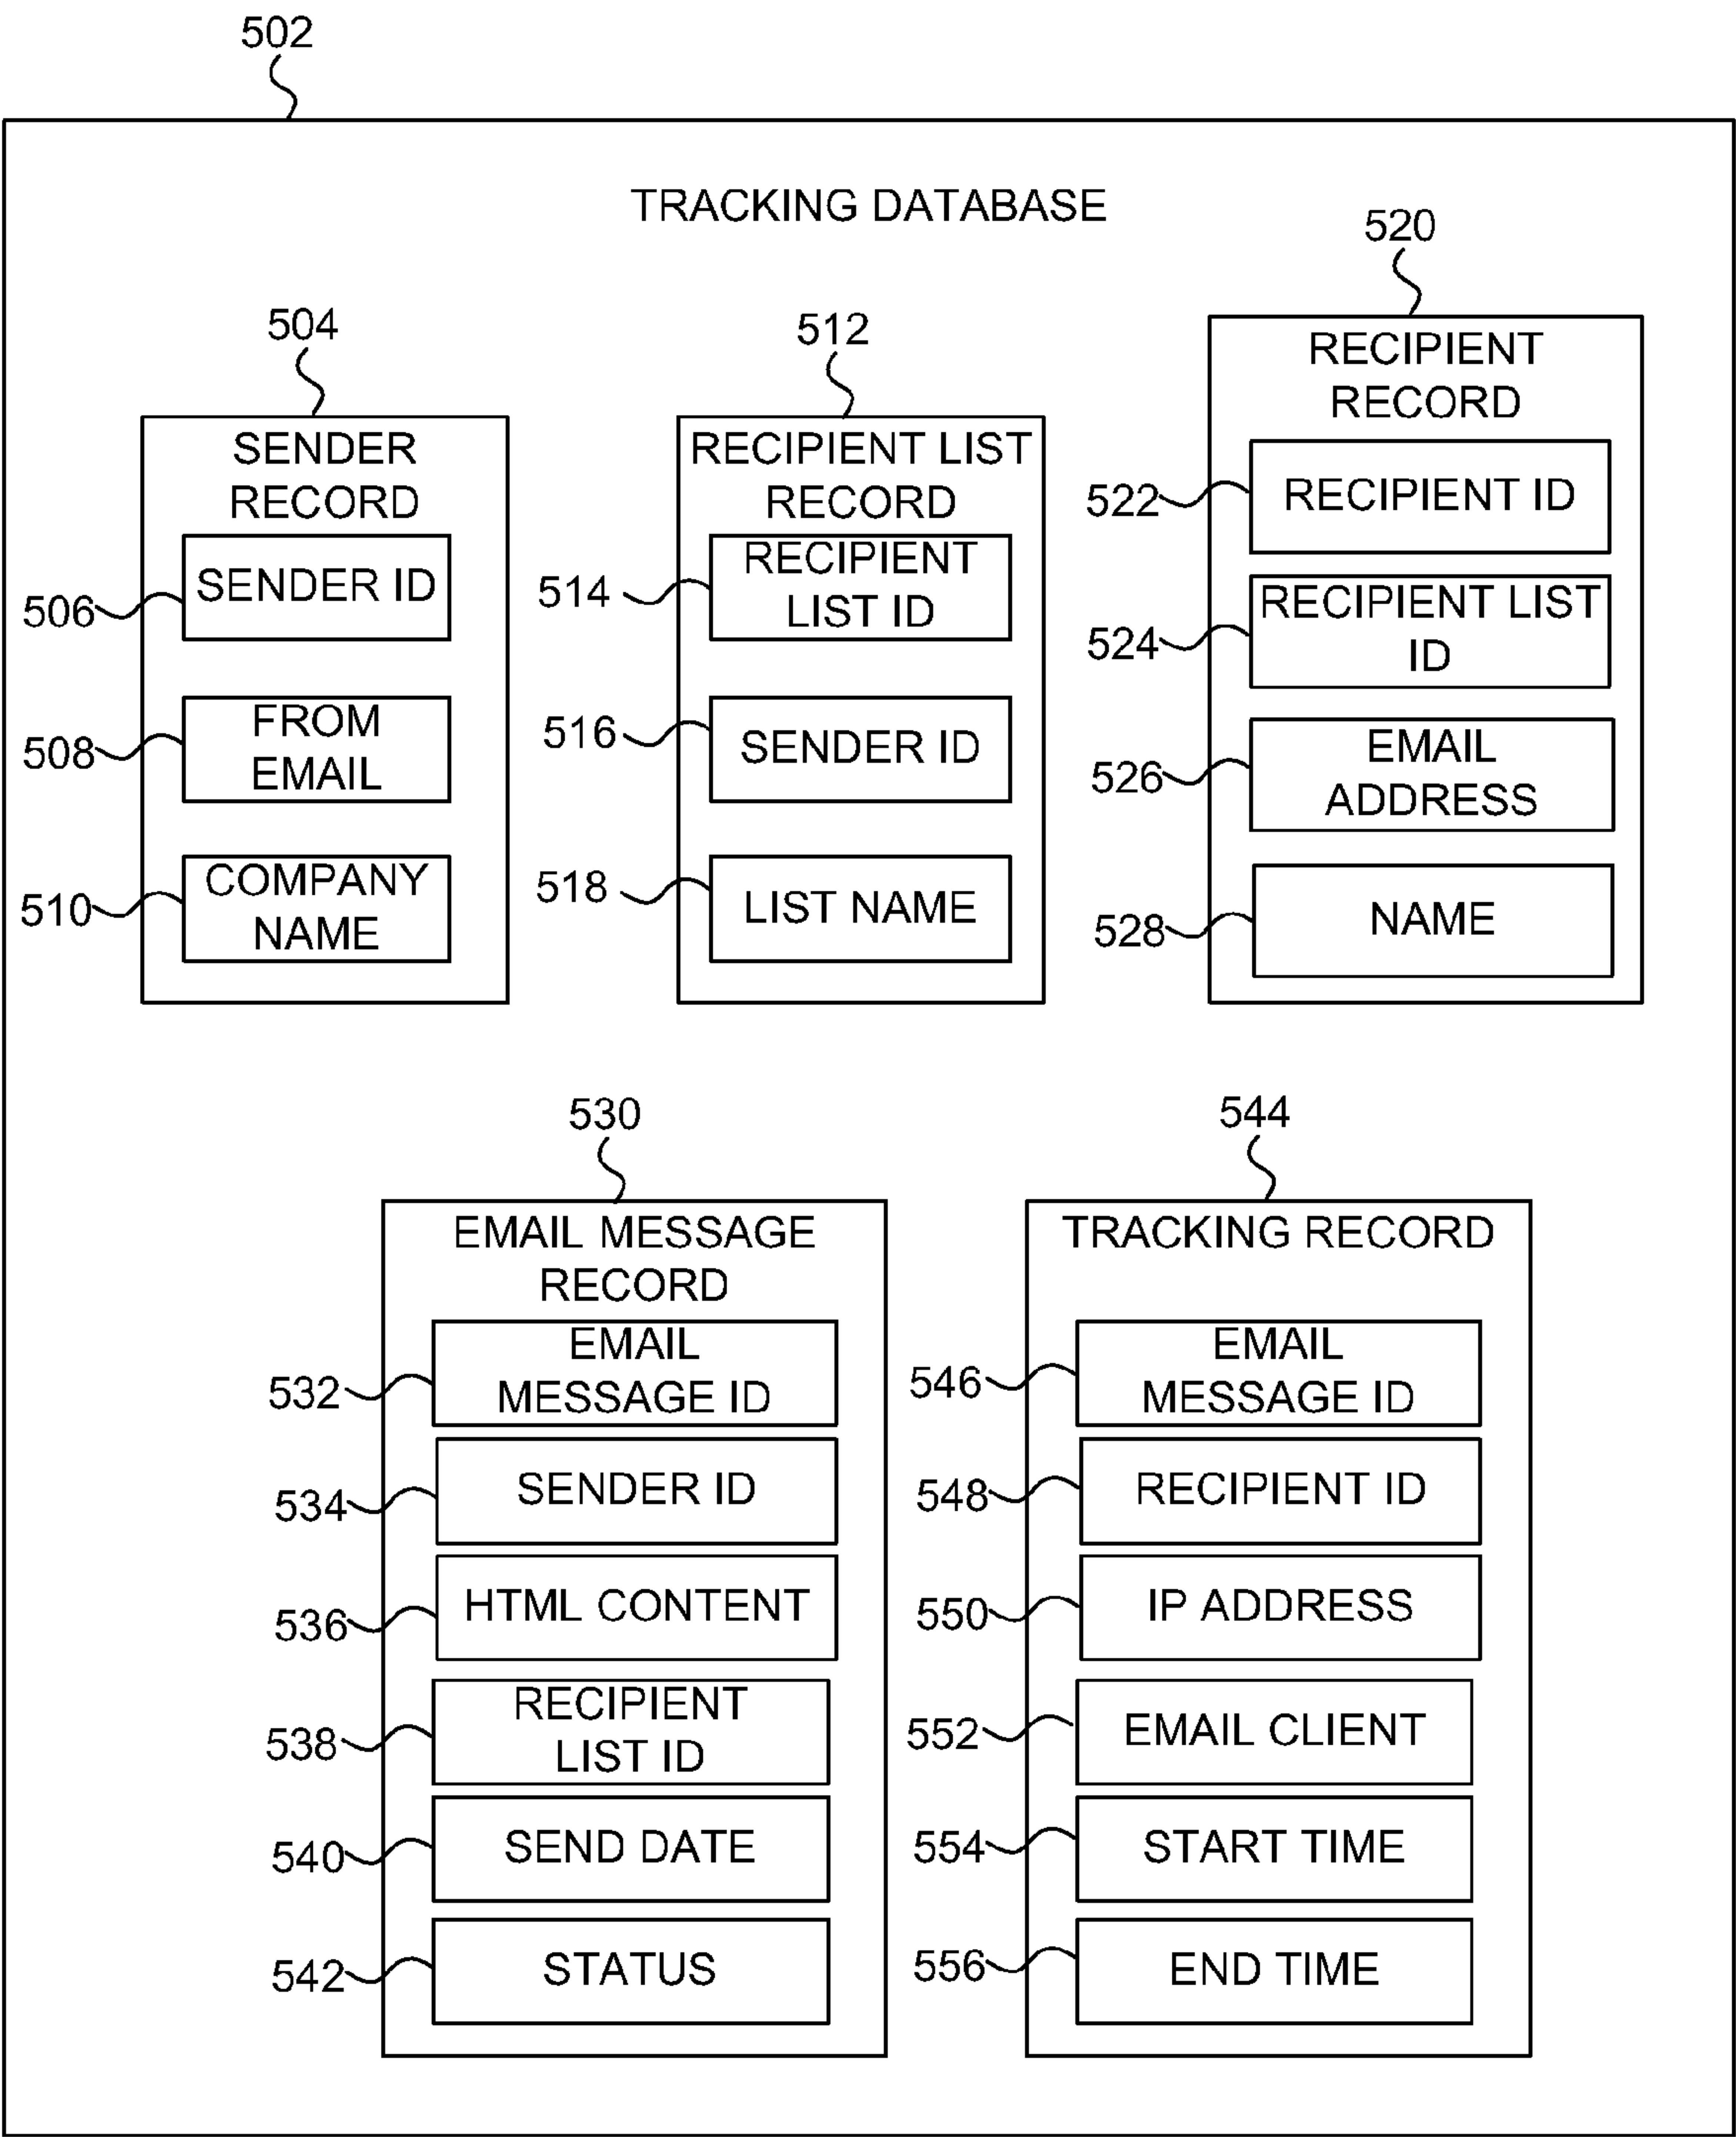 502
TRACKING DATABASE
504
SENDER
RECORD
506
SENDER ID
508
FROM
EMAIL
510
COMPANY
NAME
512
RECIPIENT LIST
RECORD
514
RECIPIENT
LIST ID
516
SENDER ID
518
LIST NAME
520
RECIPIENT
RECORD
522
RECIPIENT ID
524
RECIPIENT LIST
ID
526
EMAIL
ADDRESS
528
NAME
530
EMAIL MESSAGE
RECORD
532
EMAIL
MESSAGE ID
534
SENDER ID
536
HTML CONTENT
538
RECIPIENT
LIST ID
540
SEND DATE
542
STATUS
544
TRACKING RECORD
546
EMAIL
MESSAGE ID
548
RECIPIENT ID
550
IP ADDRESS
552
EMAIL CLIENT
554
START TIME
556
END TIME